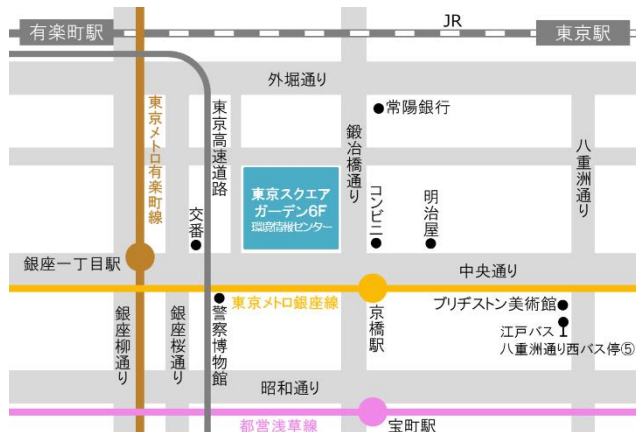 JR
有楽町駅
東京駅
外堀通り
東京メトロ有楽町線
東京高速道路
常陽銀行
鍛冶橋通り
八重洲通り
東京スクエア
ガーデン6F
環境情報センター
交番
コンビニ
明治屋
銀座一丁目駅
中央通り
東京メトロ銀座線
ブリヂストン美術館
江戸バス
八重洲通り西バス停⑤
銀座柳通り
銀座桜通り
警察博物館
京橋駅
昭和通り
都営浅草線
宝町駅